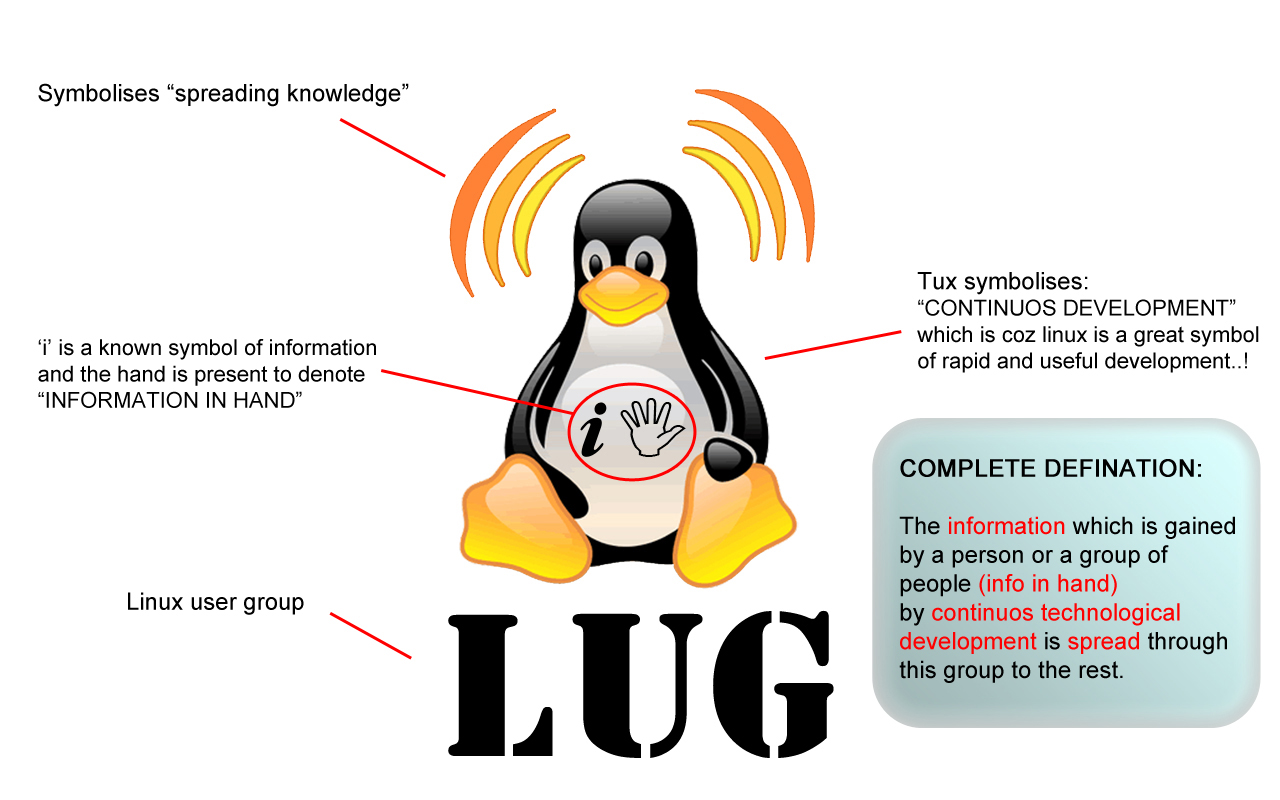 Symbolises “spreading knowledge”
Tux symbolises:
“CONTINUOS DEVELOPMENT”
which is coz linux is a great symbol
of rapid and useful development..!
‘i’ is a known symbol of information
and the hand is present to denote
“INFORMATION IN HAND”
i
COMPLETE DEFINATION:
The information which is gained
by a person or a group of
people (info in hand)
by continuos technological
development is spread through
this group to the rest.
Linux user group
LUG